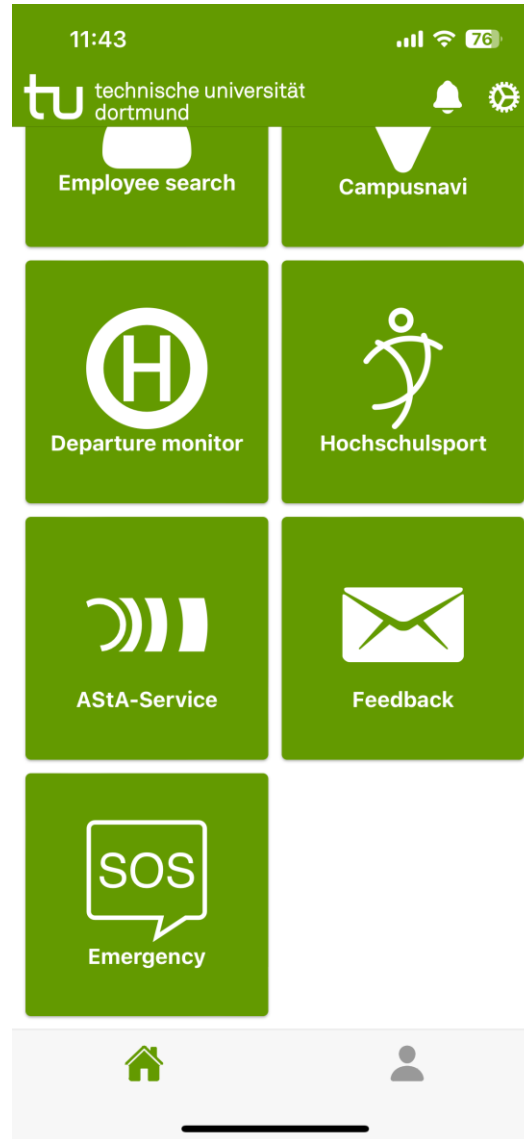 11:43
76
tu technische universität
dortmund
Employee search
Campusnavi
H
Departure monitor
Hochschulsport
AStA-Service
Feedback
SOS
Emergency